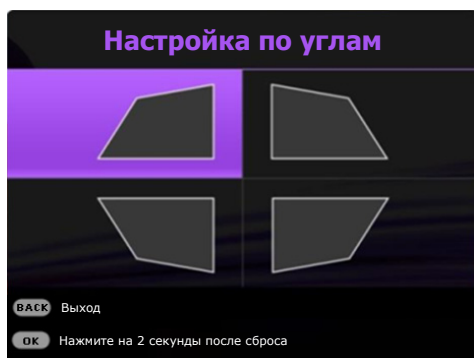 Настройка по углам
BACK Выход
OK Нажмите на 2 секунды после сброса